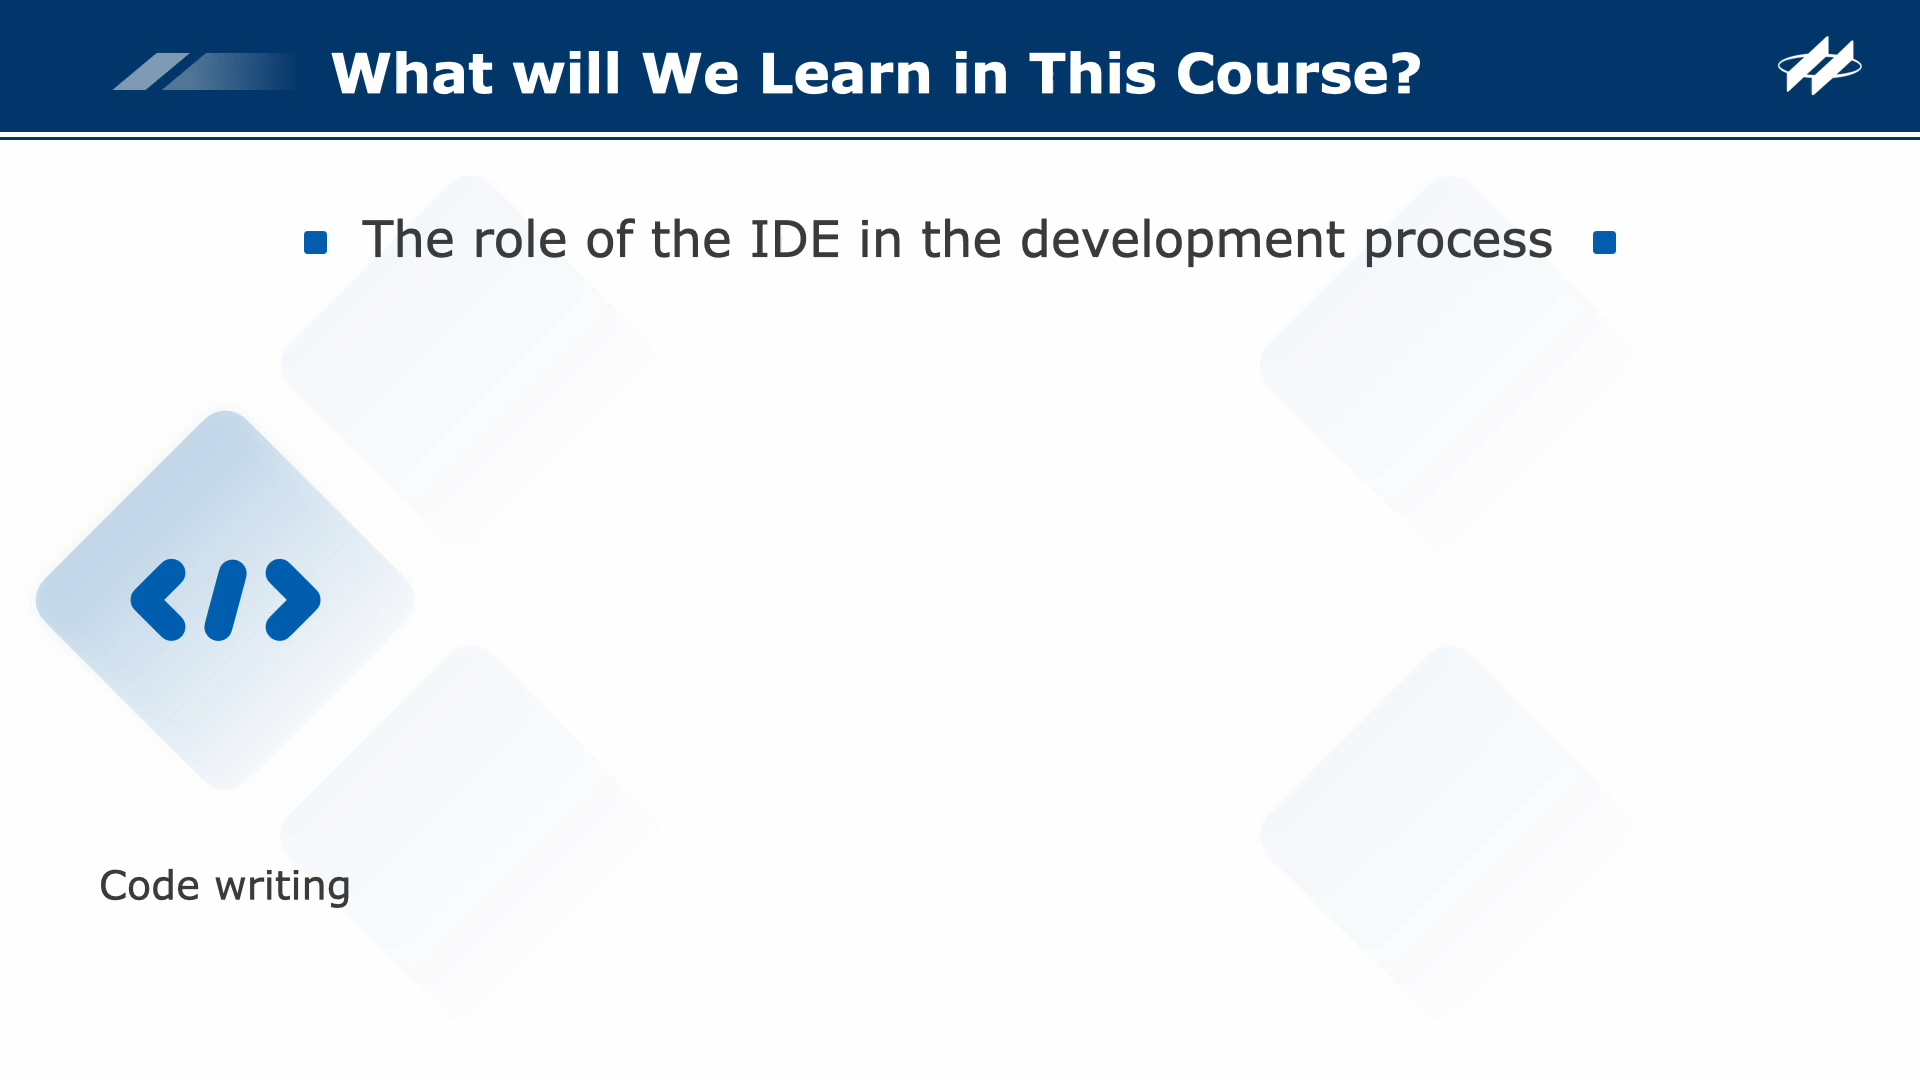 What will We Learn in This Course?
The role of the IDE in the development process
Code writing